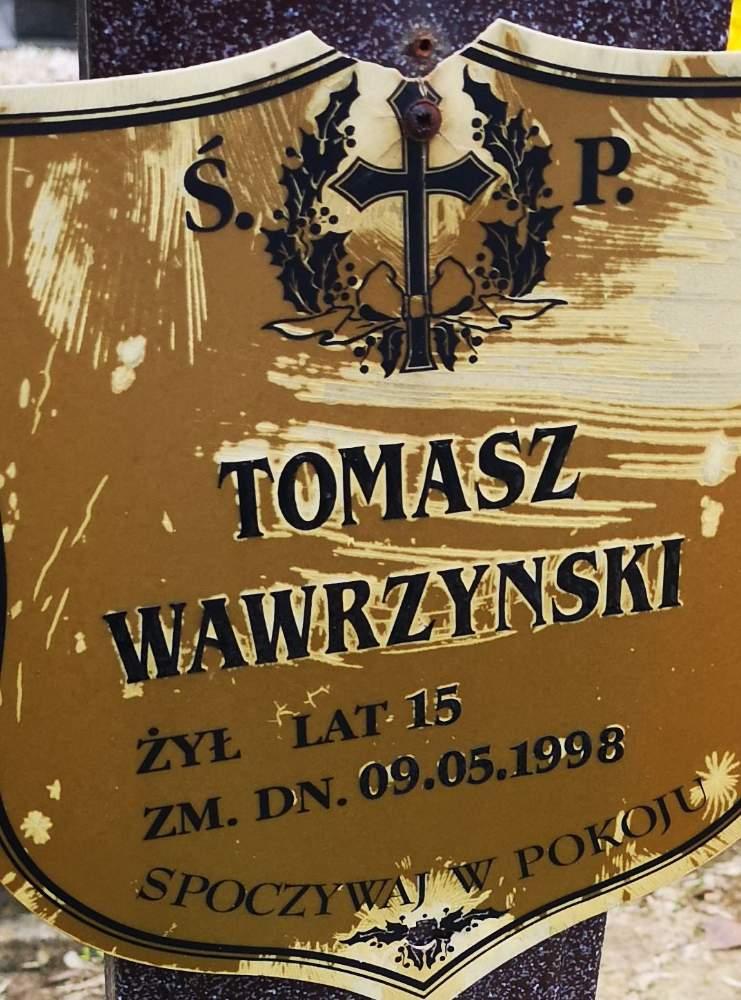 Ś. P.
TOMASZ
WAWRZYNSKI
ŻYŁ LAT 15
ZM. DN. 09.05.1998
SPOCZYWAJ W POKOJU